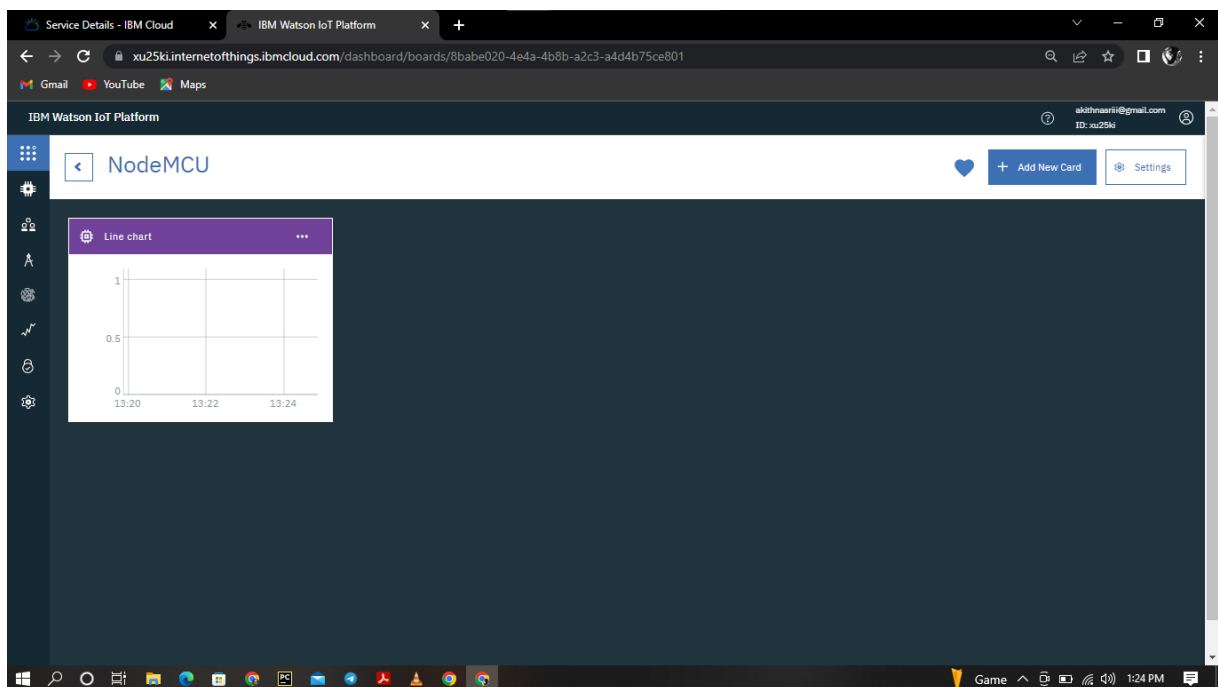 Service Details - IBM Cloud
IBM Watson IoT Platform
xu25ki.internetofthings.ibmcloud.com/dashboard/boards/8babe020-4e4a-4b8b-a2c3-a4d4b75ce801
Gmail YouTube Maps
IBM Watson IoT Platform
akithnasriii@gmail.com
ID: xu25ki
NodeMCU
+ Add New Card
Settings
Line chart
1
0.5
0
13:20 13:22 13:24
PC
Game
1:24 PM